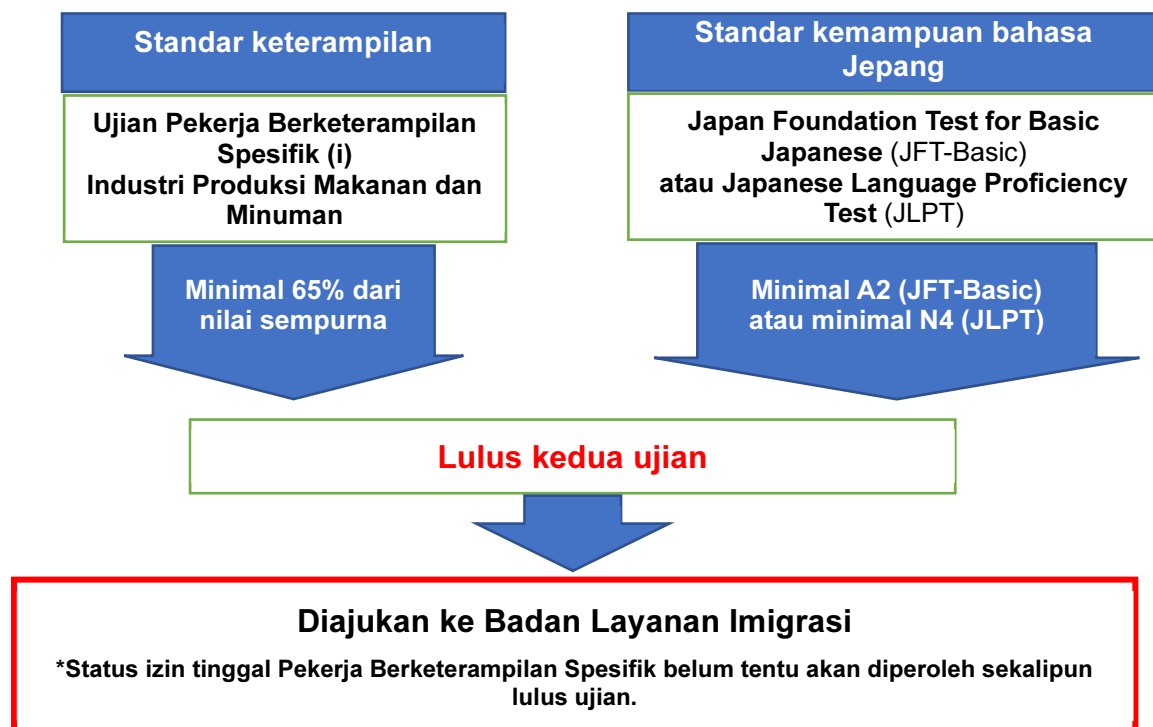 Standar keterampilan
Ujian Pekerja Berketerampilan
Spesifik (i)
Industri Produksi Makanan dan
Minuman
Minimal 65% dari
nilai sempurna
Standar kemampuan bahasa
Jepang
Japan Foundation Test for Basic
Japanese (JFT-Basic)
atau Japanese Language Proficiency
Test (JLPT)
Minimal A2 (JFT-Basic)
atau minimal N4 (JLPT)
Lulus kedua ujian
Diajukan ke Badan Layanan Imigrasi
*Status izin tinggal Pekerja Berketerampilan Spesifik belum tentu akan diperoleh sekalipun
lulus ujian.